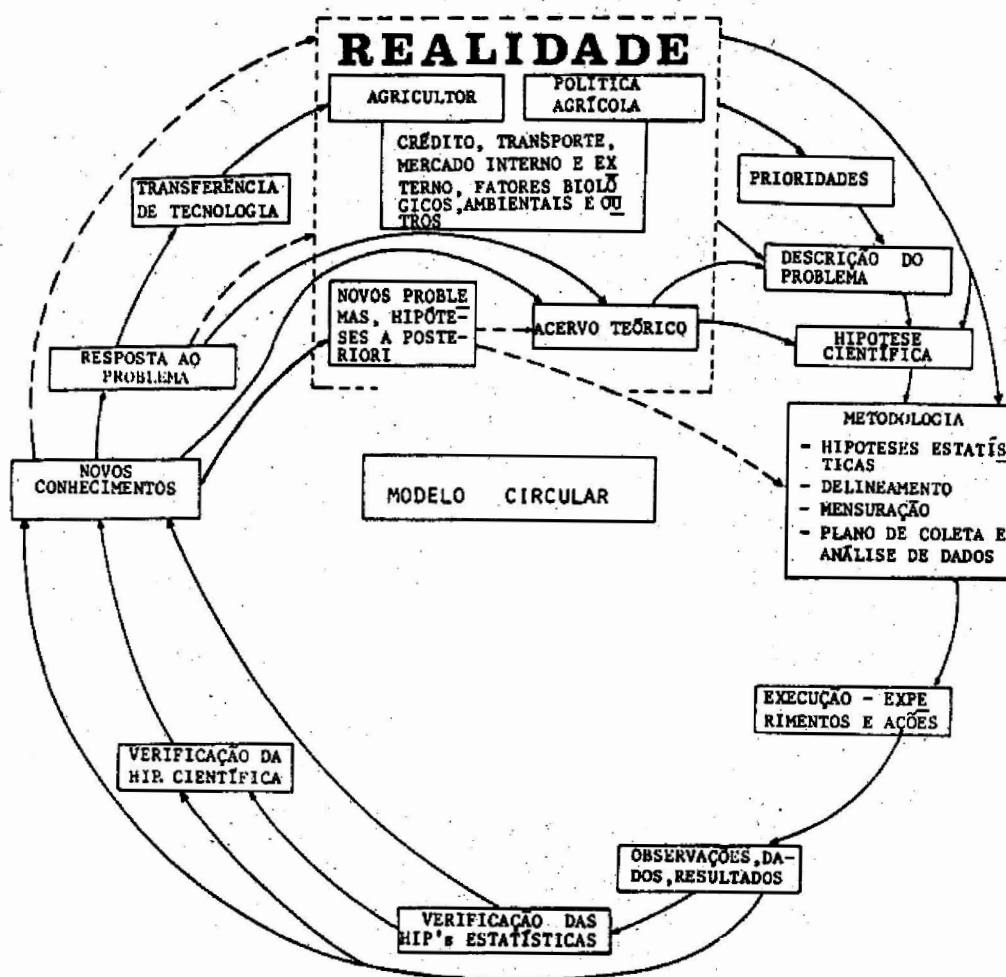 REALIDADE
AGRICULTOR
POLÍTICA
AGRÍCOLA
CRÉDITO, TRANSPORTE,
MERCADO INTERNO E EX
TERNO, FATORES BIOLÓ
GICOS, AMBIENTAIS E OU
TROS
TRANSFERÊNCIA
DE TECNOLOGIA
PRIORIDADES
DESCRIÇÃO DO
PROBLEMA
NOVOS PROBLE
MAS, HIPÓTE-
SES A POSTE-
RIORI
ACERVO TEÓRICO
HIPÓTESE
CIENTÍFICA
RESPOSTA AO
PROBLEMA
METODOLOGIA
- HIPOTESES ESTATÍS
TICAS
- DELINEAMENTO
- MENSURAÇÃO
- PLANO DE COLETA E
ANÁLISE DE DADOS
NOVOS
CONHECIMENTOS
MODELO CIRCULAR
EXECUÇÃO - EXPE
RIMENTOS E AÇÕES
VERIFICAÇÃO DA
HIP. CIENTÍFICA
OBSERVAÇÕES, DA-
DOS, RESULTADOS
VERIFICAÇÃO DAS
HIP's ESTATÍSTICAS